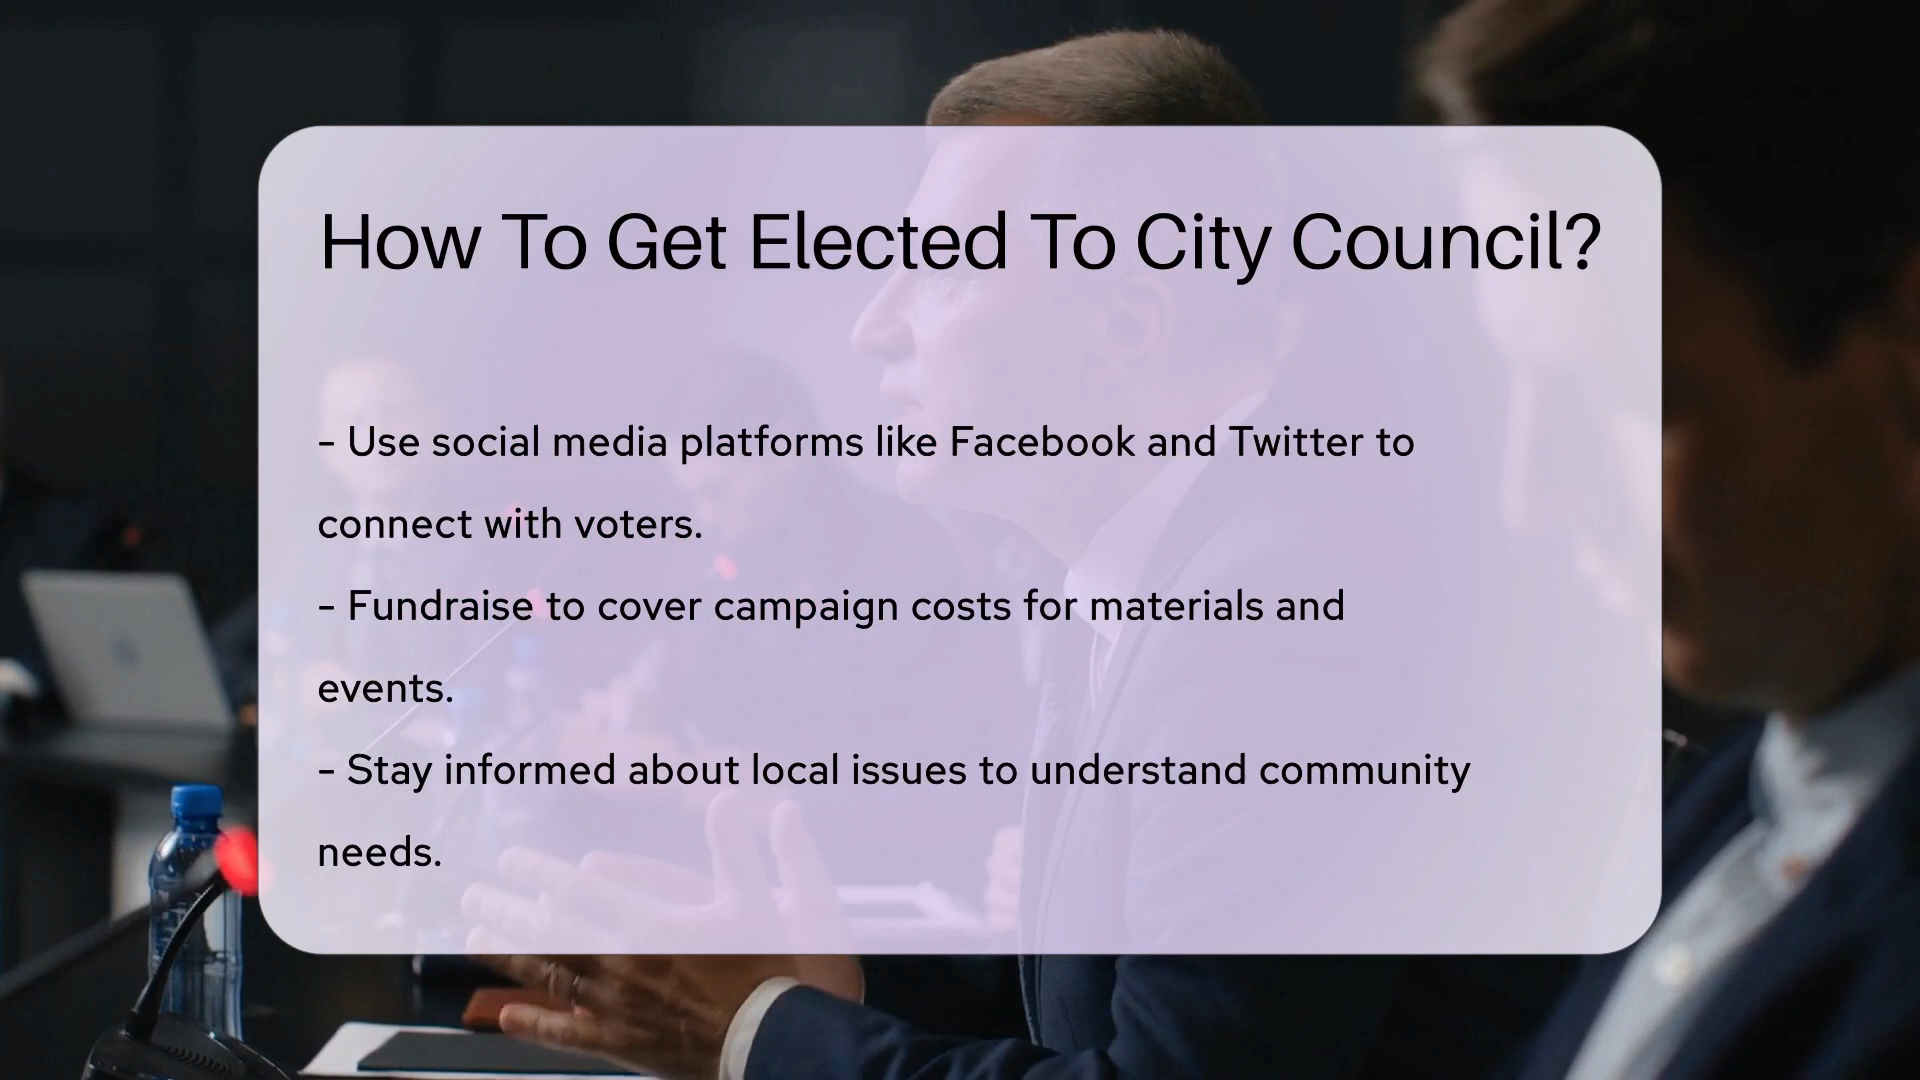 How To Get Elected To City Council?
- Use social media platforms like Facebook and Twitter to
connect with voters.
- Fundraise to cover campaign costs for materials and
events.
- Stay informed about local issues to understand community
needs.